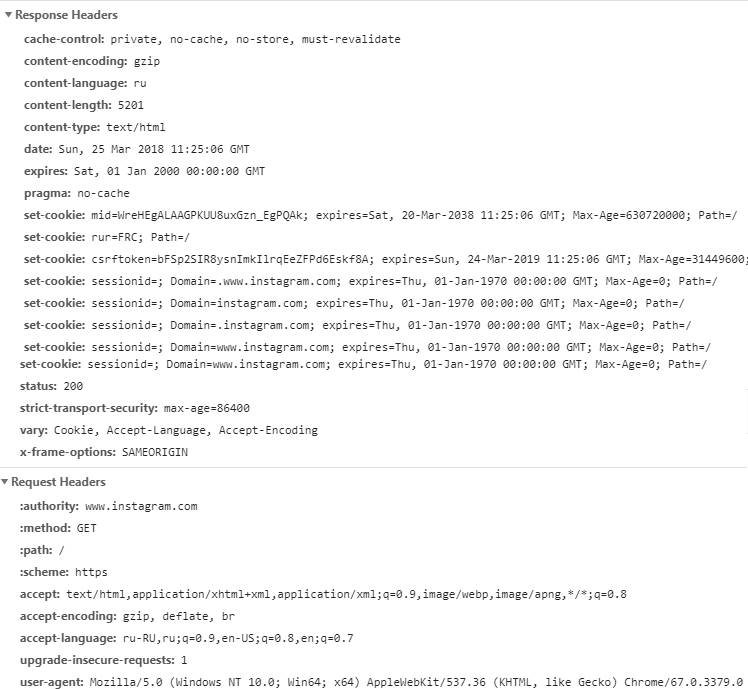 Response Headers
cache-control: private, no-cache, no-store, must-revalidate
content-encoding: gzip
content-language: ru
content-length: 5201
content-type: text/html
date: Sun, 25 Mar 2018 11:25:06 GMT
expires: Sat, 01 Jan 2000 00:00:00 GMT
pragma: no-cache
set-cookie: mid=WreHEgALAAGPKUU8uxGzn_EgPQAk; expires=Sat, 20-Mar-2038 11:25:06 GMT; Max-Age=630720000; Path=/
set-cookie: rur=FRC; Path=/
set-cookie: csrftoken=bFSp2SIR8ysnImkIlrqEeZFPd6Eskf8A; expires=Sun, 24-Mar-2019 11:25:06 GMT; Max-Age=31449600;
set-cookie: sessionid=; Domain=.www.instagram.com; expires=Thu, 01-Jan-1970 00:00:00 GMT; Max-Age=0; Path=/
set-cookie: sessionid=; Domain=instagram.com; expires=Thu, 01-Jan-1970 00:00:00 GMT; Max-Age=0; Path=/
set-cookie: sessionid=; Domain=.instagram.com; expires=Thu, 01-Jan-1970 00:00:00 GMT; Max-Age=0; Path=/
set-cookie: sessionid=; Domain=www.instagram.com; expires=Thu, 01-Jan-1970 00:00:00 GMT; Max-Age=0; Path=/
set-cookie: sessionid=; Domain=www.instagram.com; expires=Thu, 01-Jan-1970 00:00:00 GMT; Max-Age=0; Path=/
status: 200
strict-transport-security: max-age=86400
vary: Cookie, Accept-Language, Accept-Encoding
x-frame-options: SAMEORIGIN
Request Headers
:authority: www.instagram.com
:method: GET
:path: /
:scheme: https
accept: text/html,application/xhtml+xml,application/xml;q=0.9,image/webp,image/apng,*/*;q=0.8
accept-encoding: gzip, deflate, br
accept-language: ru-RU,ru;q=0.9,en-US;q=0.8,en;q=0.7
upgrade-insecure-requests: 1
user-agent: Mozilla/5.0 (Windows NT 10.0; Win64; x64) AppleWebKit/537.36 (KHTML, like Gecko) Chrome/67.0.3379.0